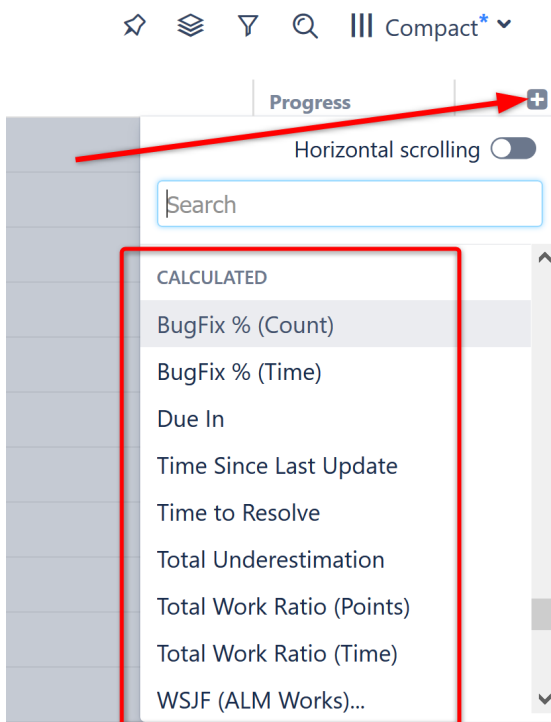 Compact*
Progress
Horizontal scrolling
Search
CALCULATED
BugFix % (Count)
BugFix % (Time)
Due In
Time Since Last Update
Time to Resolve
Total Underestimation
Total Work Ratio (Points)
Total Work Ratio (Time)
WSJF (ALM Works)...